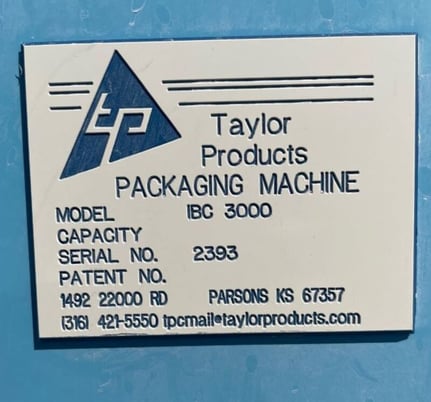 tp
Taylor
Products
PACKAGING MACHINE
MODEL IBC 3000
CAPACITY
SERIAL NO. 2393
PATENT NO.
1492 22000 RD PARSONS KS 67357
(316) 421-5550 tpcmail@taylorproducts.com